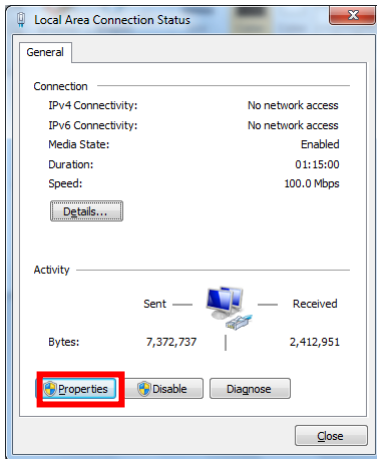 Local Area Connection Status
General
Connection
IPv4 Connectivity: No network access
IPv6 Connectivity: No network access
Media State: Enabled
Duration: 01:15:00
Speed: 100.0 Mbps
Details...
Activity
Sent Received
Bytes: 7,372,737 2,412,951
Properties Disable Diagnose
Close